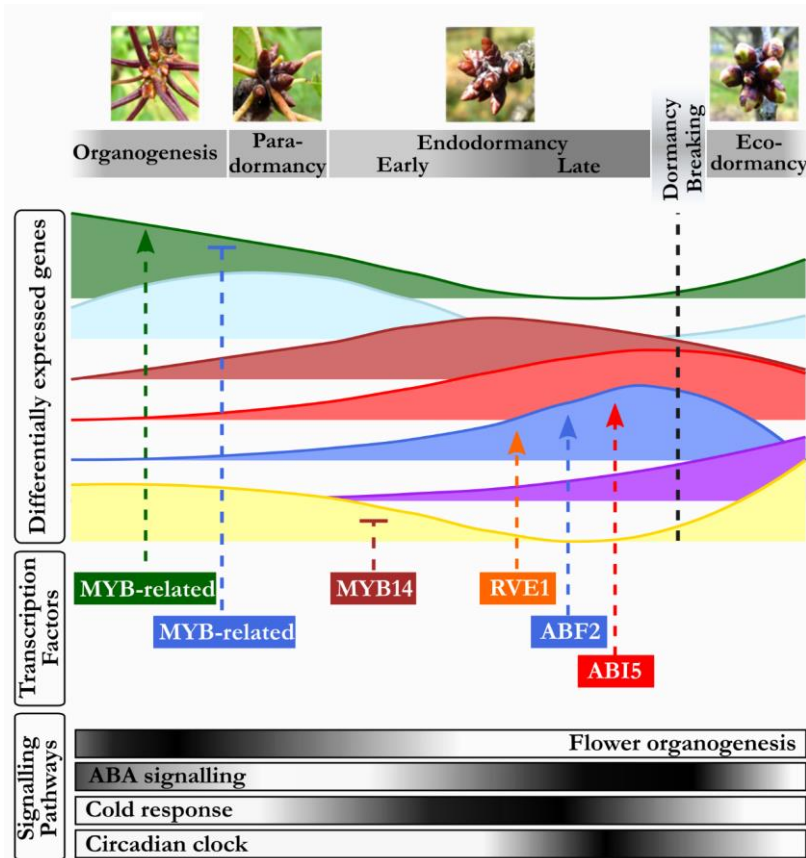 Organogenesis
Para-
dormancy
Endodormancy
Early
Late
Dormancy
Breaking
Eco-
dormancy
Differentially expressed genes
MYB-related
MYB-related
MYB14
RVE1
ABF2
ABI5
Transcription
Factors
Signalling
Pathways
Flower organogenesis
ABA signalling
Cold response
Circadian clock